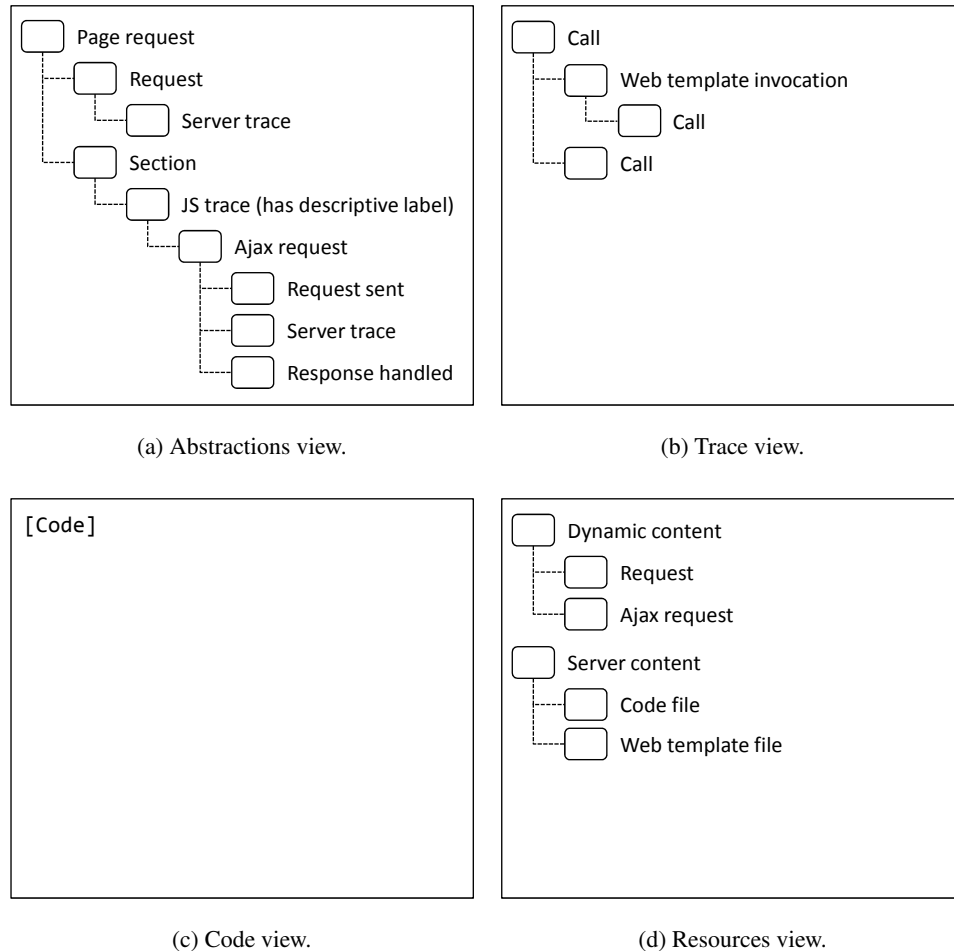 Page request
Request
Server trace
Section
JS trace (has descriptive label)
Ajax request
Request sent
Server trace
Response handled
(a) Abstractions view.
Call
Web template invocation
Call
Call
(b) Trace view.
[Code]
(c) Code view.
Dynamic content
Request
Ajax request
Server content
Code file
Web template file
(d) Resources view.